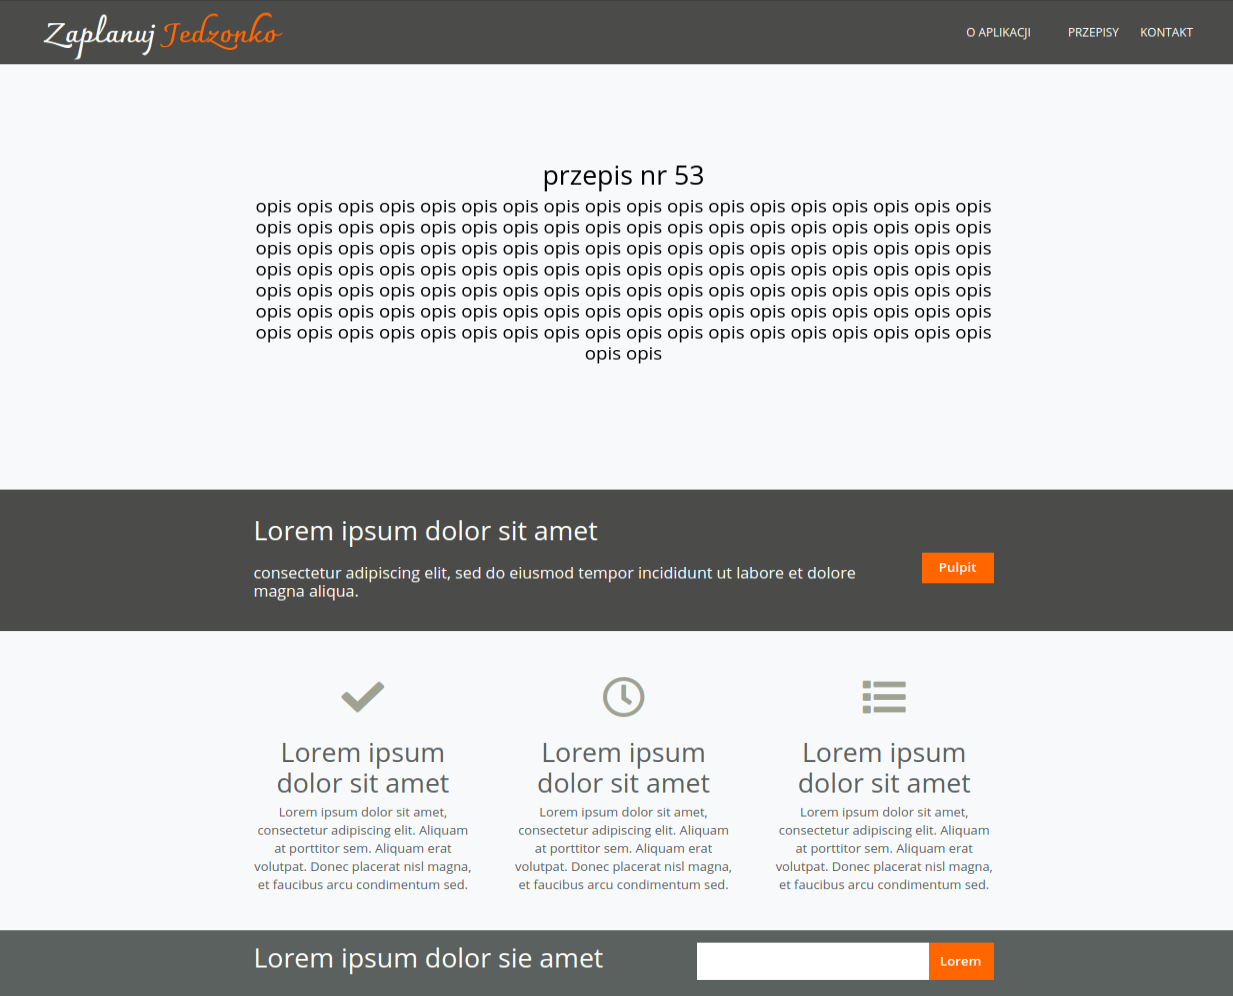 Zaplanuj Jedzonko
O APLIKACJI PRZEPISY KONTAKT
przepis nr 53
opis opis opis opis opis opis opis opis opis opis opis opis opis opis opis opis opis opis
opis opis opis opis opis opis opis opis opis opis opis opis opis opis opis opis opis opis
opis opis opis opis opis opis opis opis opis opis opis opis opis opis opis opis opis opis
opis opis opis opis opis opis opis opis opis opis opis opis opis opis opis opis opis opis
opis opis opis opis opis opis opis opis opis opis opis opis opis opis opis opis opis opis
opis opis opis opis opis opis opis opis opis opis opis opis opis opis opis opis opis opis
opis opis opis opis opis opis opis opis opis opis opis opis opis opis opis opis opis opis
opis opis
Lorem ipsum dolor sit amet
consectetur adipiscing elit, sed do eiusmod tempor incididunt ut labore et dolore
magna aliqua.
Pulpit
Lorem ipsum
dolor sit amet
Lorem ipsum dolor sit amet,
consectetur adipiscing elit. Aliquam
at porttitor sem. Aliquam erat
volutpat. Donec placerat nisl magna,
et faucibus arcu condimentum sed.
Lorem ipsum
dolor sit amet
Lorem ipsum dolor sit amet,
consectetur adipiscing elit. Aliquam
at porttitor sem. Aliquam erat
volutpat. Donec placerat nisl magna,
et faucibus arcu condimentum sed.
Lorem ipsum
dolor sit amet
Lorem ipsum dolor sit amet,
consectetur adipiscing elit. Aliquam
at porttitor sem. Aliquam erat
volutpat. Donec placerat nisl magna,
et faucibus arcu condimentum sed.
Lorem ipsum dolor sie amet
Lorem